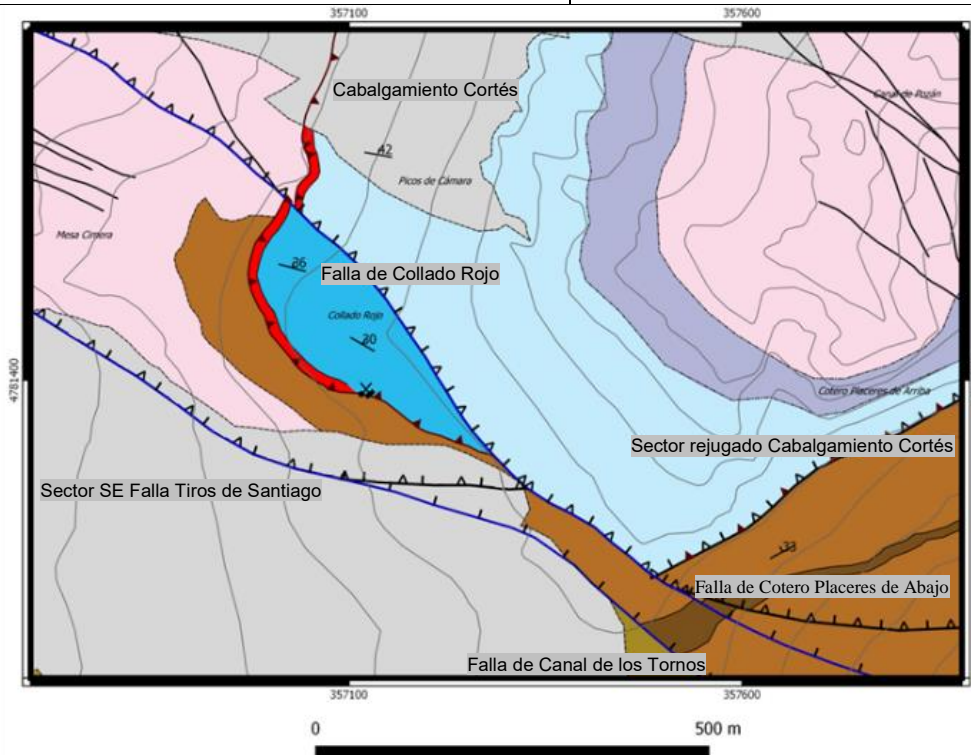 357100
357600
Canal de Pozán
Cabalgamiento Cortés
42
Picos de Cámara
Mesa Cimera
26
Falla de Collado Rojo
Collado Rojo
30
4781400
Cotero Placeres de Arriba
Sector rejugado Cabalgamiento Cortés
Sector SE Falla Tiros de Santiago
33
Falla de Cotero Placeres de Abajo
Falla de Canal de los Tornos
357100
357600
0
500 m